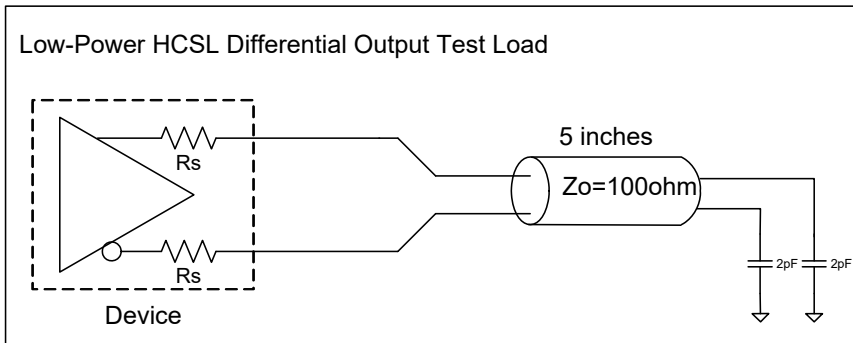 Low-Power HCSL Differential Output Test Load
5 inches
Rs
Zo=100ohm
2pF 2pF
Rs
Device